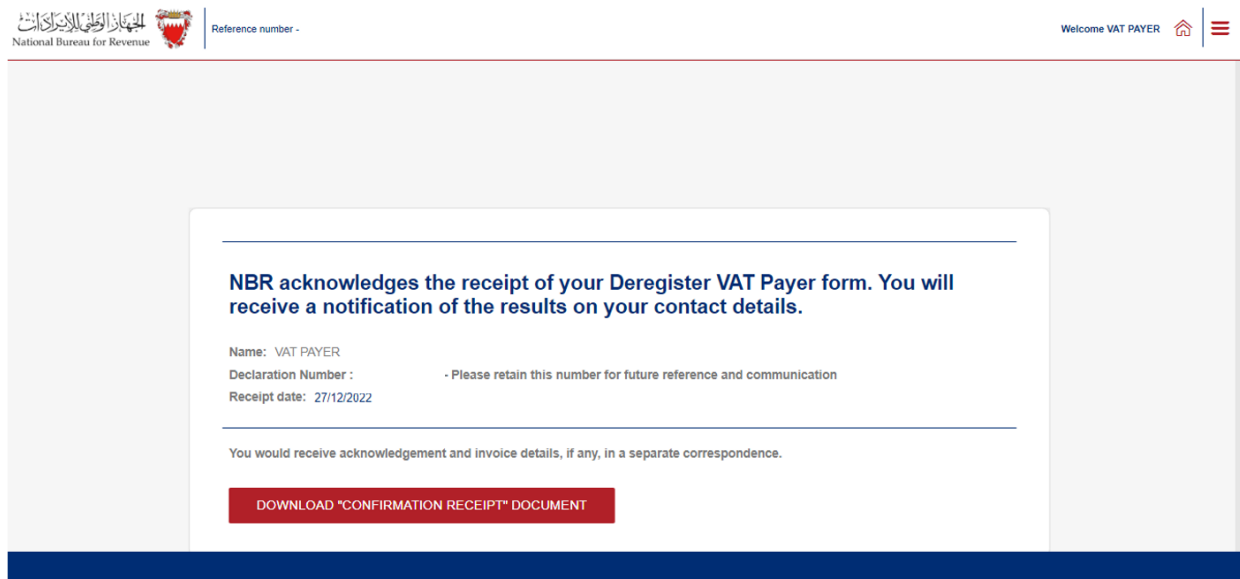 الجهاز الوطني للإيرادات
National Bureau for Revenue
Reference number -
Welcome VAT PAYER
NBR acknowledges the receipt of your Deregister VAT Payer form. You will
receive a notification of the results on your contact details.
Name: VAT PAYER
Declaration Number : - Please retain this number for future reference and communication
Receipt date: 27/12/2022
You would receive acknowledgement and invoice details, if any, in a separate correspondence.
DOWNLOAD "CONFIRMATION RECEIPT" DOCUMENT